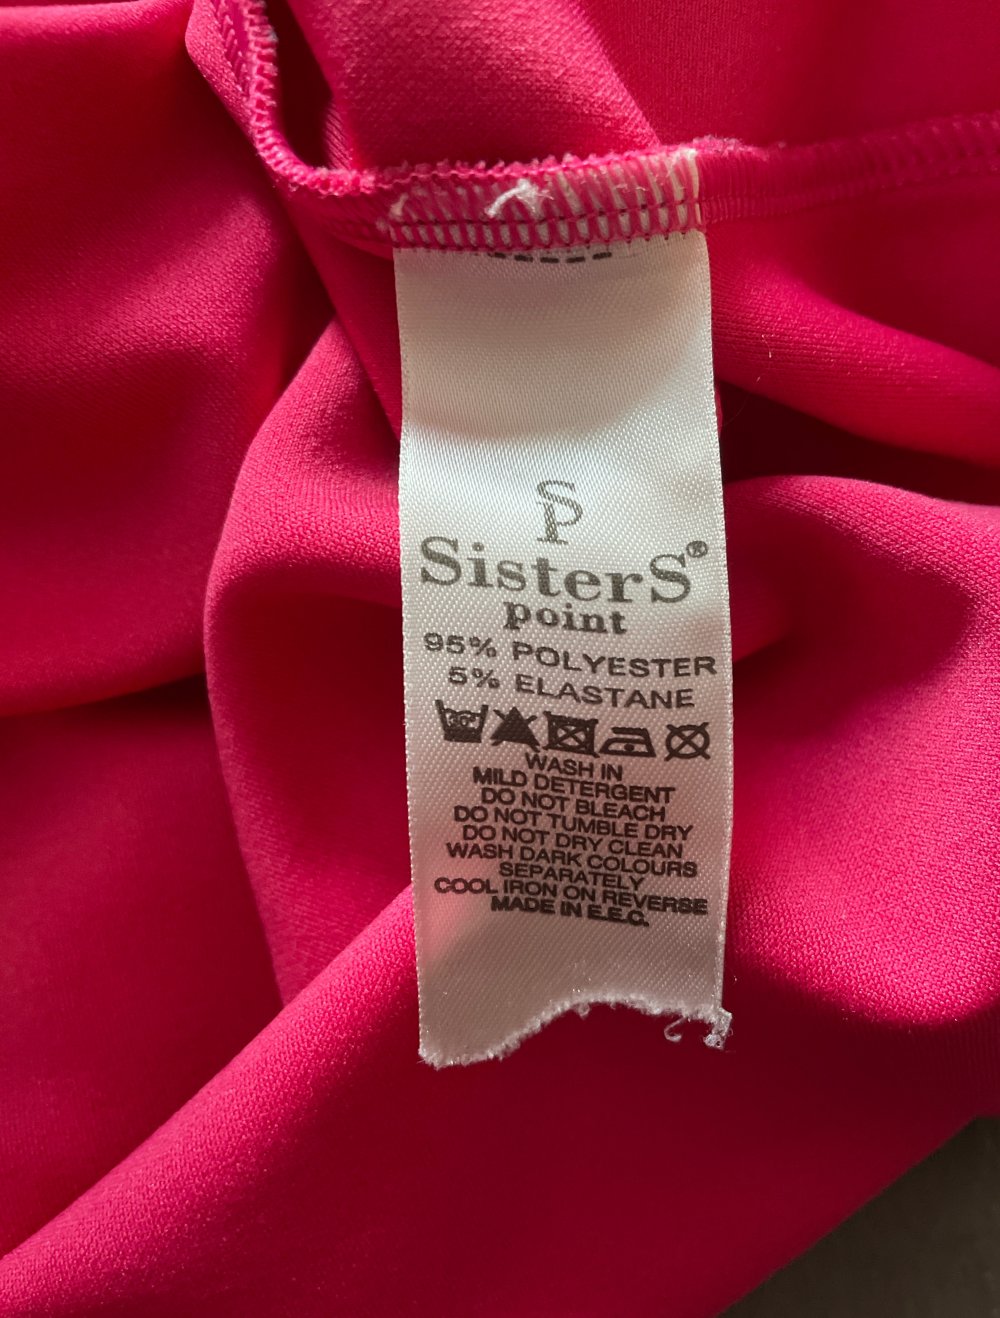 SP
SisterS®
point
95% POLYESTER
5% ELASTANE
30°
WASH IN
MILD DETERGENT
DO NOT BLEACH
DO NOT TUMBLE DRY
DO NOT DRY CLEAN
WASH DARK COLOURS
SEPARATELY
COOL IRON ON REVERSE
MADE IN E.E.C.